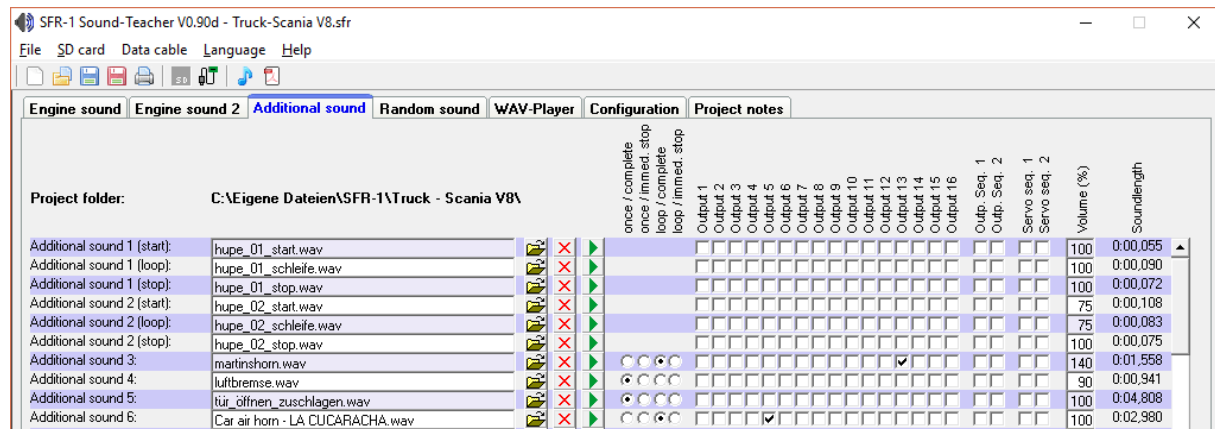 SFR-1 Sound-Teacher V0.90d - Truck-Scania V8.sfr
File SD card Data cable Language Help
SD
Engine sound Engine sound 2 Additional sound Random sound WAV-Player Configuration Project notes
Project folder: C:\Eigene Dateien\SFR-1\Truck - Scania V8\
once / complete
once / immed. stop
loop / complete
loop / immed. stop
Output 1
Output 2
Output 3
Output 4
Output 5
Output 6
Output 7
Output 8
Output 9
Output 10
Output 11
Output 12
Output 13
Output 14
Output 15
Output 16
Outp. Seq. 1
Outp. Seq. 2
Servo seq. 1
Servo seq. 2
Volume (%)
Soundlength
Additional sound 1 (start): hupe_01_start.wav 100 0:00,055
Additional sound 1 (loop): hupe_01_schleife.wav 100 0:00,090
Additional sound 1 (stop): hupe_01_stop.wav 100 0:00,072
Additional sound 2 (start): hupe_02_start.wav 75 0:00,108
Additional sound 2 (loop): hupe_02_schleife.wav 75 0:00,083
Additional sound 2 (stop): hupe_02_stop.wav 100 0:00,075
Additional sound 3: martinshorn.wav 140 0:01,558
Additional sound 4: luftbremse.wav 90 0:00,941
Additional sound 5: tür_öffnen_zuschlagen.wav 100 0:04,808
Additional sound 6: Car air horn - LA CUCARACHA.wav 100 0:02,980